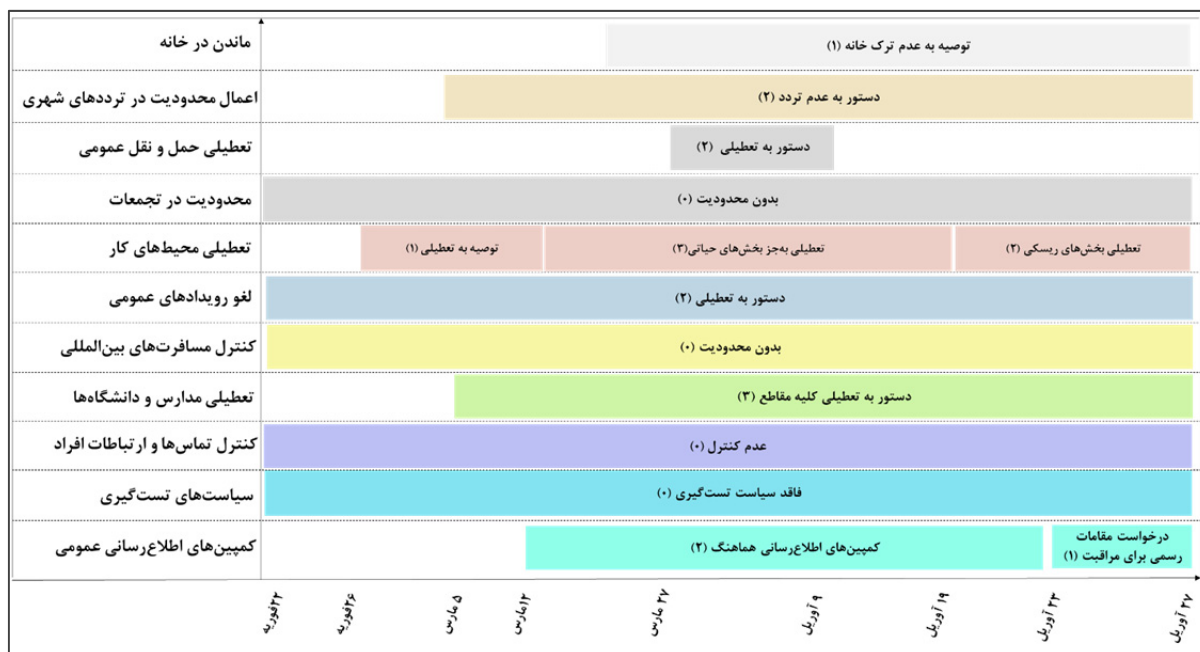 ماندن در خانه
توصیه به عدم ترک خانه (۱)
اعمال محدودیت در ترددهای شهری
دستور به عدم تردد (۲)
تعطیلی حمل و نقل عمومی
دستور به تعطیلی (۲)
محدودیت در تجمعات
بدون محدودیت (۰)
تعطیلی محیط‌های کار
توصیه به تعطیلی (۱)
تعطیلی به‌جز بخش‌های حیاتی(۳)
تعطیلی بخش‌های ریسکی (۲)
لغو رویدادهای عمومی
دستور به تعطیلی (۲)
کنترل مسافرت‌های بین‌المللی
بدون محدودیت (۰)
تعطیلی مدارس و دانشگاه‌ها
دستور به تعطیلی کلیه مقاطع (۳)
کنترل تماس‌ها و ارتباطات افراد
عدم کنترل (۰)
سیاست‌های تست‌گیری
فاقد سیاست تست‌گیری (۰)
کمپین‌های اطلاع‌رسانی عمومی
کمپین‌های اطلاع‌رسانی هماهنگ (۲)
درخواست مقامات
رسمی برای مراقبت (۱)
۲۲فوریه
۲۶فوریه
۵ مارس
۱۲مارس
۲۷ مارس
۹ آوریل
۱۹ آوریل
۲۳ آوریل
۲۷ آوریل